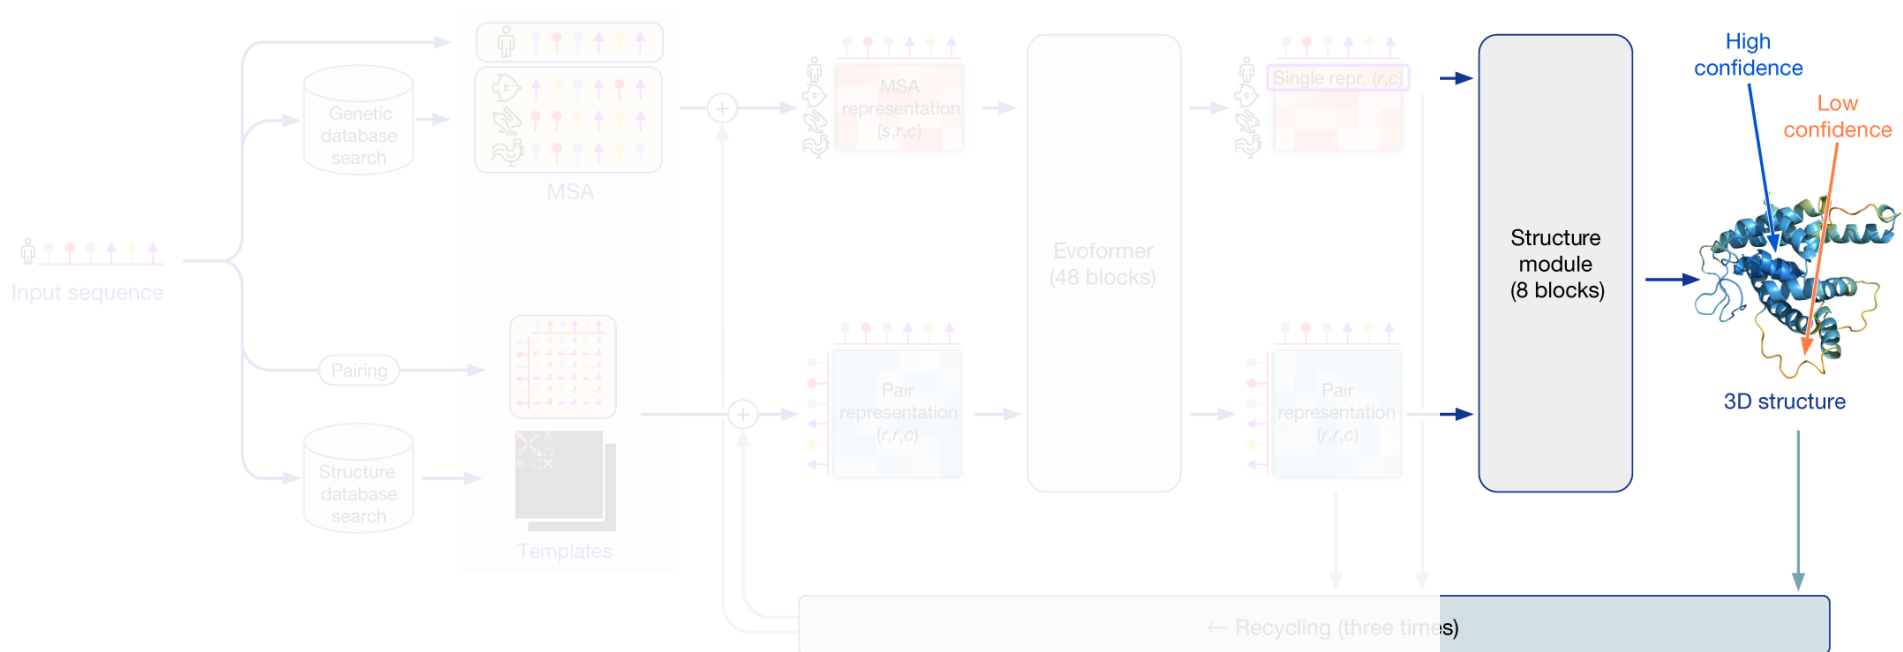 Input sequence
Genetic
database
search
MSA
Pairing
Structure
database
search
Templates
+
+
MSA
representation
(s,r,c)
Pair
representation
(r,r,c)
Evoformer
(48 blocks)
Single repr. (r,c)
Pair
representation
(r,r,c)
Structure
module
(8 blocks)
High
confidence
Low
confidence
3D structure
← Recycling (three times)